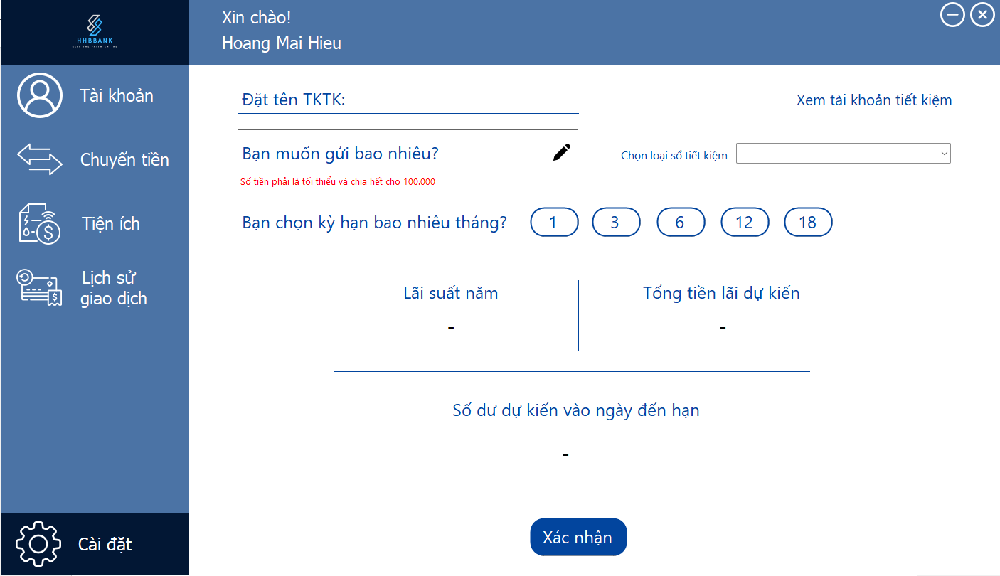 HHBBANK
KEEP THE FAITH ENTIRE
Xin chào!
Hoang Mai Hieu
Tài khoản
Chuyển tiền
Tiện ích
Lịch sử
giao dịch
Cài đặt
Đặt tên TKTK:
Xem tài khoản tiết kiệm
Bạn muốn gửi bao nhiêu?
Chọn loại sổ tiết kiệm
Số tiền phải là tối thiểu và chia hết cho 100.000
Bạn chọn kỳ hạn bao nhiêu tháng? 1 3 6 12 18
Lãi suất năm
-
Tổng tiền lãi dự kiến
-
Số dư dự kiến vào ngày đến hạn
-
Xác nhận